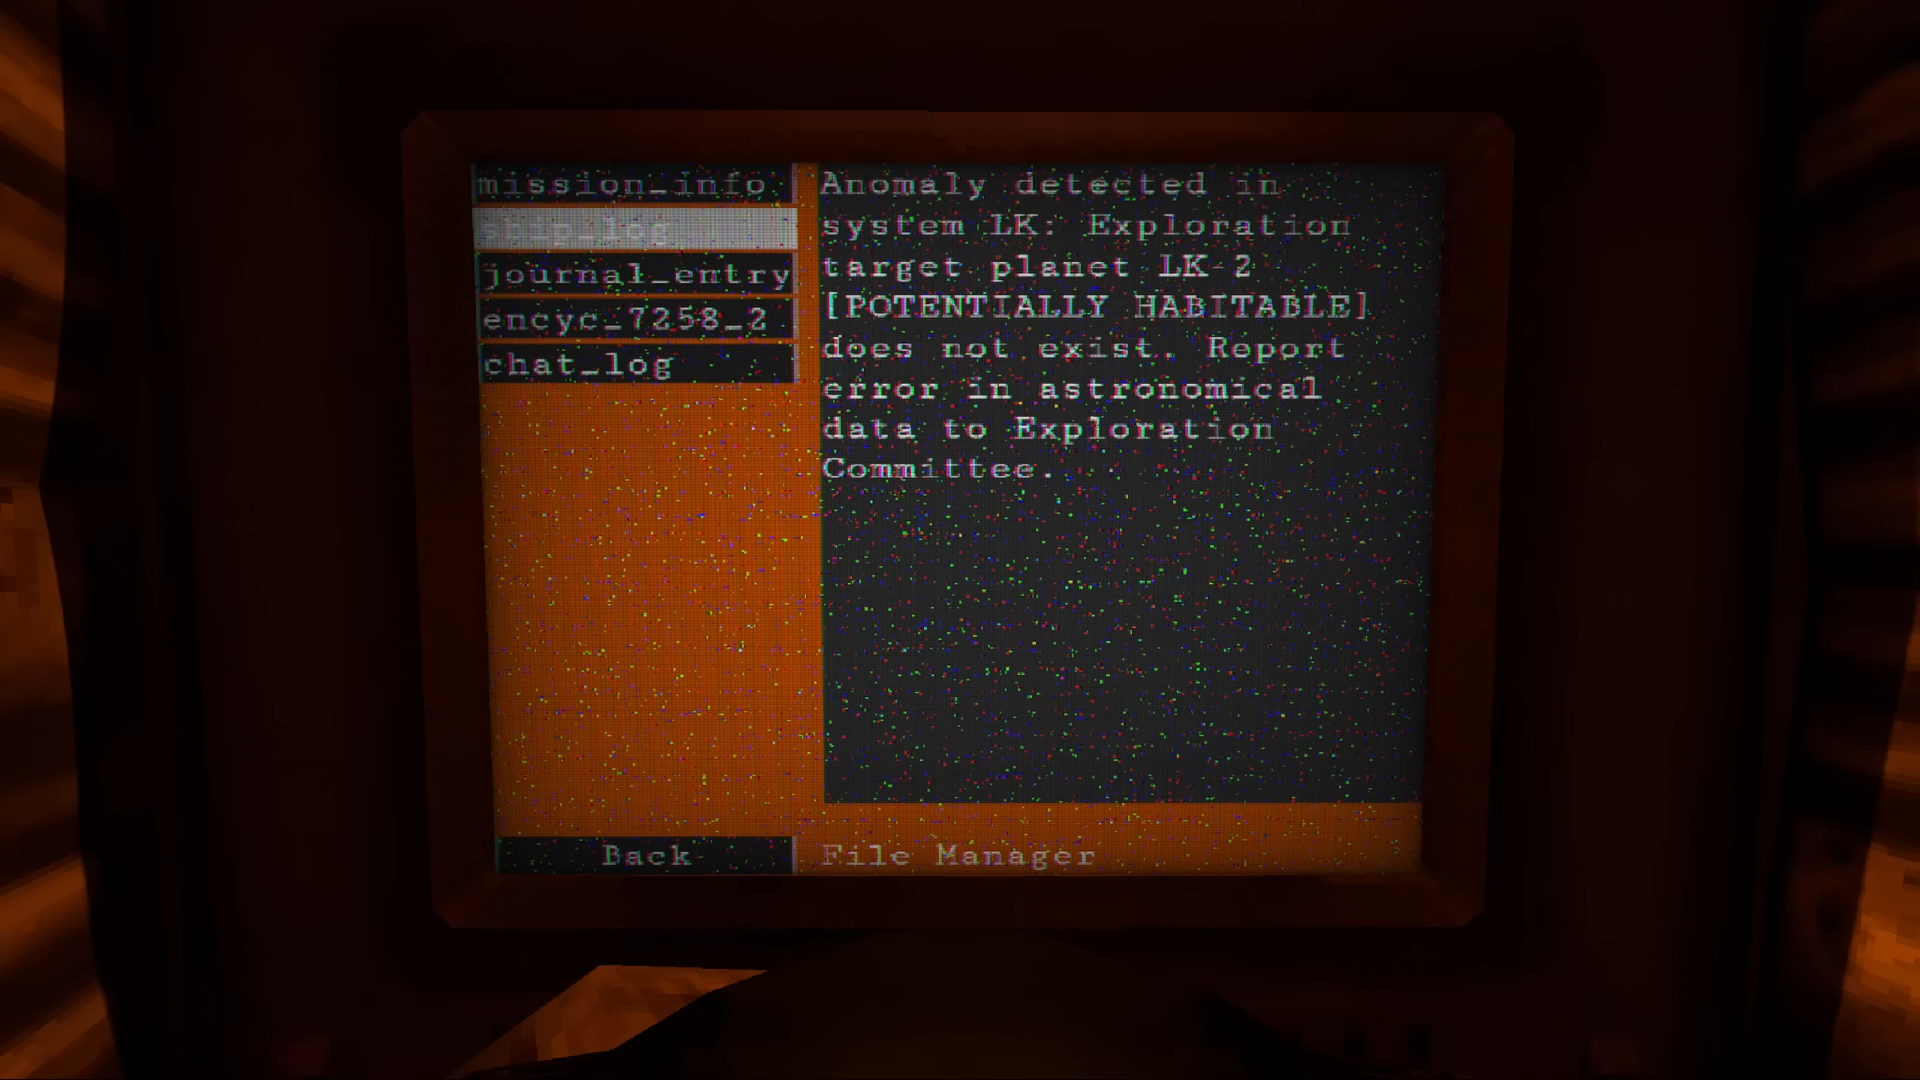 mission_info
ship_log
journal_entry
encyc_7258_2
chat_log
Anomaly detected in
system LK: Exploration
target planet LK-2
[POTENTIALLY HABITABLE]
does not exist. Report
error in astronomical
data to Exploration
Committee.
Back
File Manager